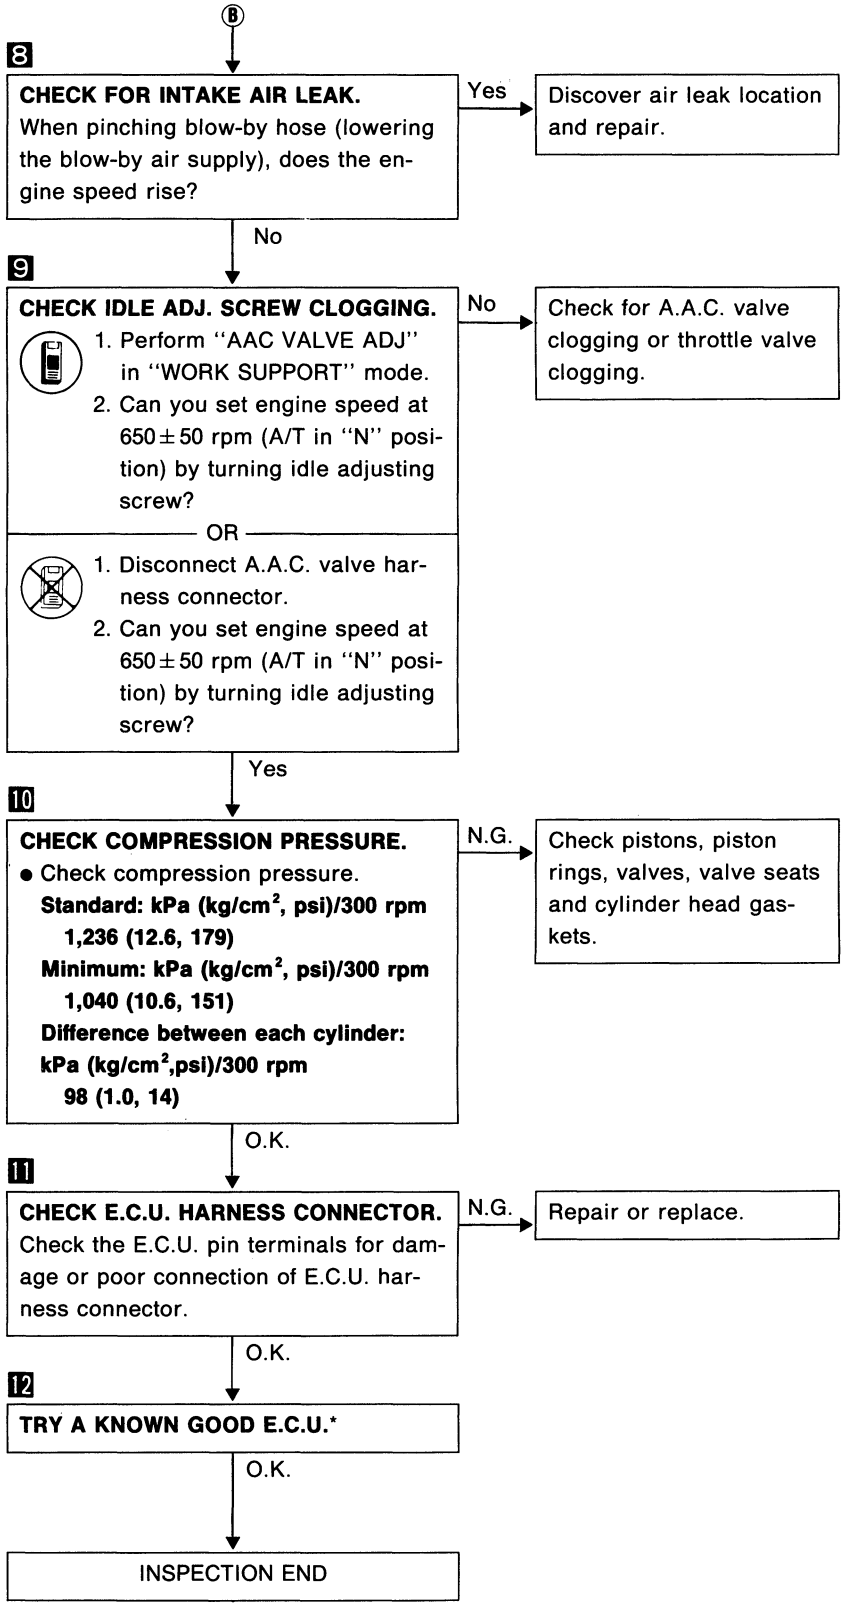 B
8
CHECK FOR INTAKE AIR LEAK.
When pinching blow-by hose (lowering
the blow-by air supply), does the en-
gine speed rise?
Yes
Discover air leak location
and repair.
No
9
CHECK IDLE ADJ. SCREW CLOGGING.
1. Perform “AAC VALVE ADJ”
in “WORK SUPPORT” mode.
2. Can you set engine speed at
650±50 rpm (A/T in “N” posi-
tion) by turning idle adjusting
screw?
OR
1. Disconnect A.A.C. valve har-
ness connector.
2. Can you set engine speed at
650±50 rpm (A/T in “N” posi-
tion) by turning idle adjusting
screw?
No
Check for A.A.C. valve
clogging or throttle valve
clogging.
Yes
10
CHECK COMPRESSION PRESSURE.
● Check compression pressure.
Standard: kPa (kg/cm², psi)/300 rpm
1,236 (12.6, 179)
Minimum: kPa (kg/cm², psi)/300 rpm
1,040 (10.6, 151)
Difference between each cylinder:
kPa (kg/cm²,psi)/300 rpm
98 (1.0, 14)
N.G.
Check pistons, piston
rings, valves, valve seats
and cylinder head gas-
kets.
O.K.
11
CHECK E.C.U. HARNESS CONNECTOR.
Check the E.C.U. pin terminals for dam-
age or poor connection of E.C.U. har-
ness connector.
N.G.
Repair or replace.
O.K.
12
TRY A KNOWN GOOD E.C.U.*
O.K.
INSPECTION END